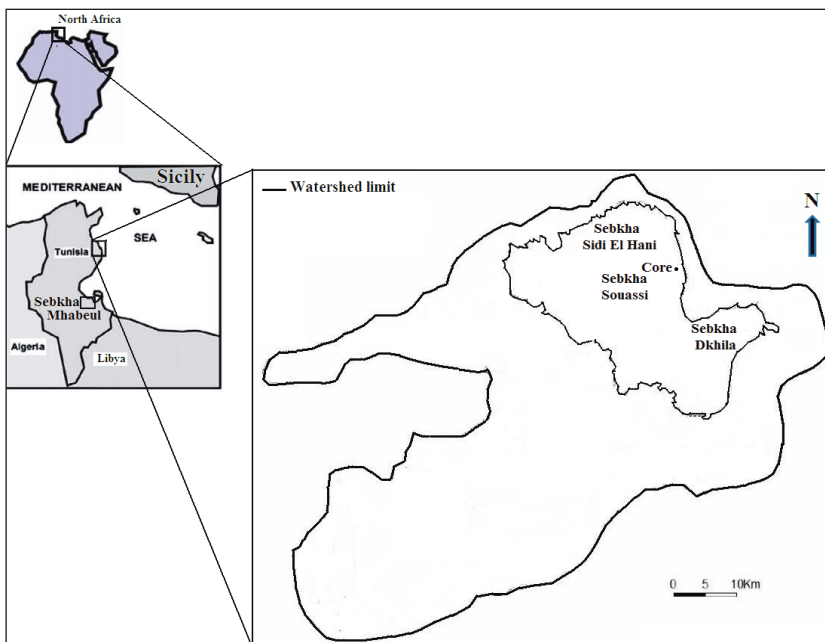 North Africa
Sicily
MEDITERRANEAN
SEA
Tunisia
Sebkha
Mhabeul
Algeria
Libya
Watershed limit
N
Sebkha
Sidi El Hani
Core
Sebkha
Souassi
Sebkha
Dkhila
0 5 10Km